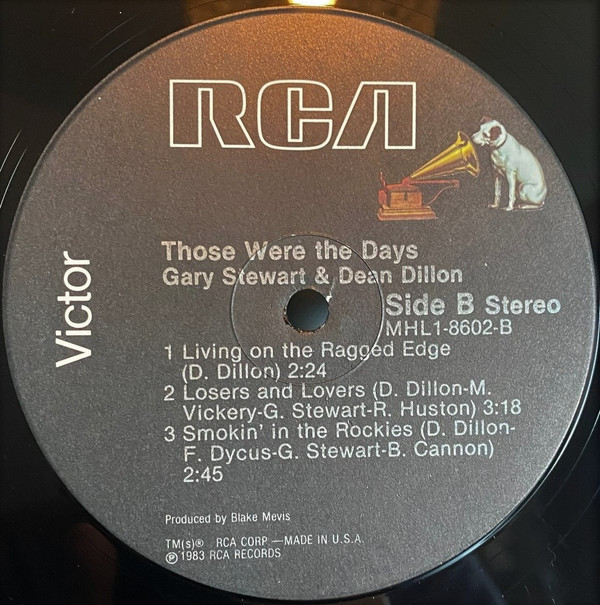 RCA
Victor
Those Were the Days
Gary Stewart & Dean Dillon
Side B Stereo
MHL1-8602-B
1 Living on the Ragged Edge
(D. Dillon) 2:24
2 Losers and Lovers (D. Dillon-M.
Vickery-G. Stewart-R. Huston) 3:18
3 Smokin' in the Rockies (D. Dillon-
F. Dycus-G. Stewart-B. Cannon)
2:45
Produced by Blake Mevis
TM(s)® RCA CORP.—MADE IN U.S.A.
℗1983 RCA RECORDS